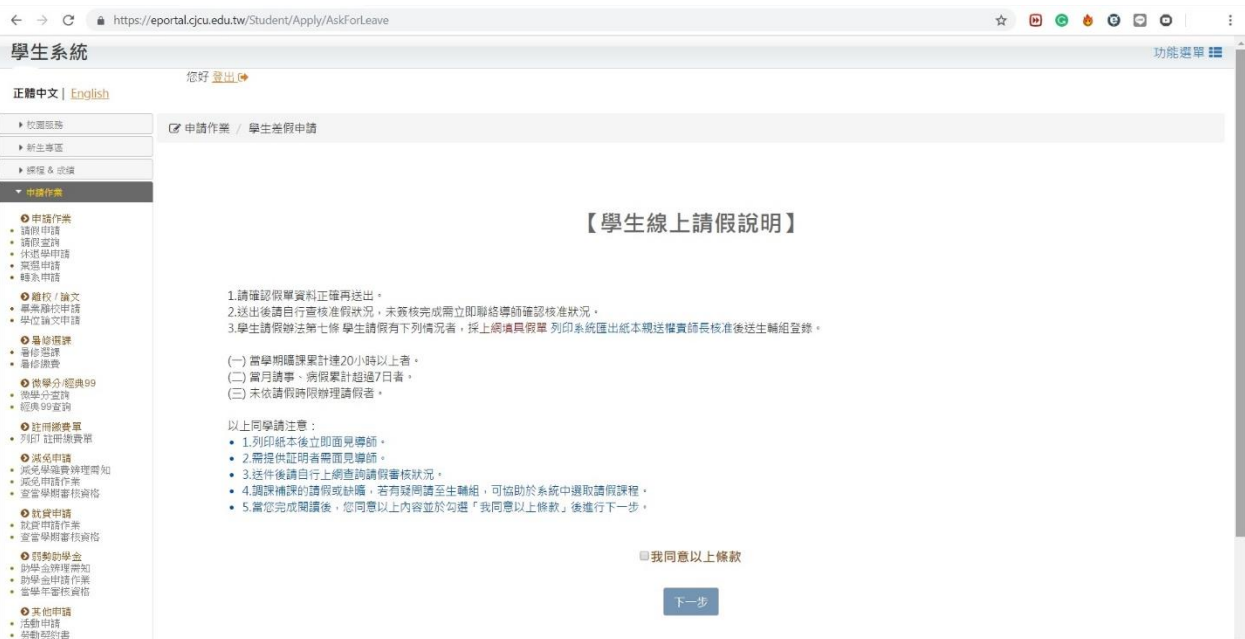 https://eportal.cjcu.edu.tw/Student/Apply/AskForLeave
學生系統
功能選單
您好 登出
正體中文 | English
校園服務
新生專區
課程 & 成績
申請作業
申請作業
請假申請
請假查詢
休退學申請
棄選申請
轉系申請
離校 / 論文
畢業離校申請
學位論文申請
暑修選課
暑修選課
暑修繳費
微學分/經典99
微學分查詢
經典99查詢
註冊繳費單
列印 註冊繳費單
減免申請
減免學雜費辦理需知
減免申請作業
查當學期審核資格
就貸申請
就貸申請作業
查當學期審核資格
弱勢助學金
助學金辦理需知
助學金申請作業
當學年審核資格
其他申請
活動申請
勞動契約書
申請作業 / 學生差假申請
【學生線上請假說明】
1.請確認假單資料正確再送出。
2.送出後請自行查核准假狀況，未簽核完成需立即聯絡導師確認核准狀況。
3.學生請假辦法第七條 學生請假有下列情況者，採上網填具假單 列印系統匯出紙本親送權責師長核准後送生輔組登錄。
(一) 當學期曠課累計達20小時以上者。
(二) 當月請事、病假累計超過7日者。
(三) 未依請假時限辦理請假者。
以上同學請注意：
1.列印紙本後立即面見導師。
2.需提供証明者需面見導師。
3.送件後請自行上網查詢請假審核狀況。
4.調課補課的請假或缺曠，若有疑問請至生輔組，可協助於系統中選取請假課程。
5.當您完成閱讀後，您同意以上內容並於勾選「我同意以上條款」後進行下一步。
我同意以上條款
下一步